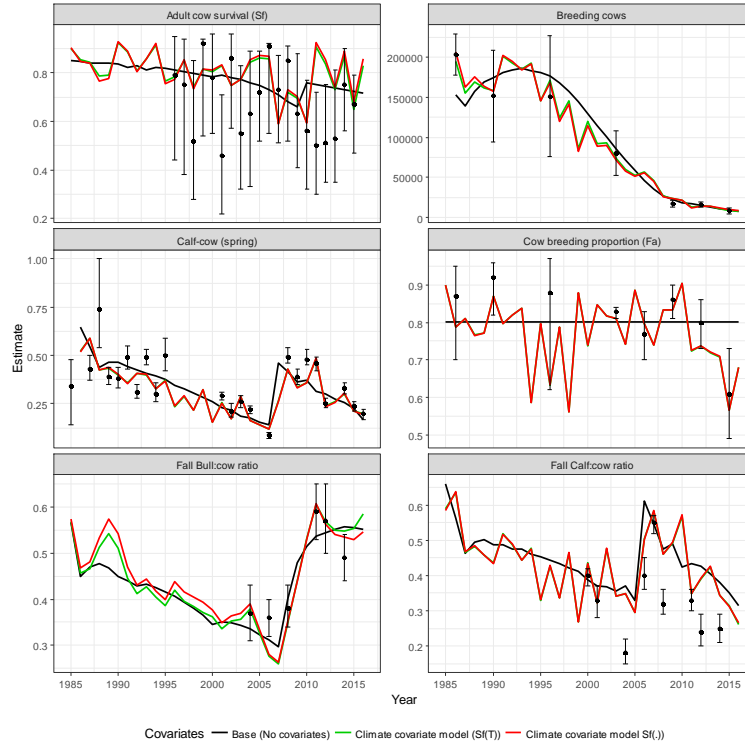 Adult cow survival (Sf)
Breeding cows
0.8
0.6
0.4
0.2
200000
150000
100000
50000
0
Calf-cow (spring)
Cow breeding proportion (Fa)
1.00
0.75
0.50
0.25
0.9
0.8
0.7
0.6
0.5
Estimate
Fall Bull:cow ratio
Fall Calf:cow ratio
0.6
0.5
0.4
0.3
0.6
0.5
0.4
0.3
0.2
1985 1990 1995 2000 2005 2010 2015
1985 1990 1995 2000 2005 2010 2015
Year
Covariates Base (No covariates) Climate covariate model (Sf(T)) Climate covariate model Sf(.))